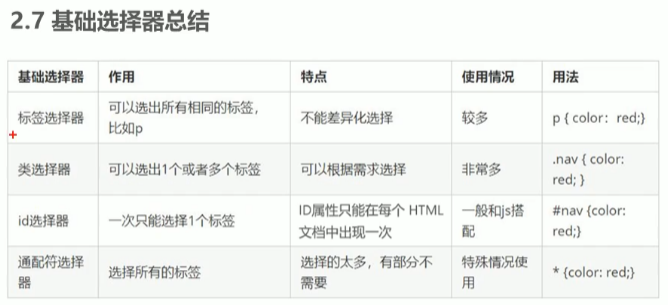 2.7 基础选择器总结
基础选择器 作用 特点 使用情况 用法
标签选择器 可以选出所有相同的标签，比如p 不能差异化选择 较多 p { color：red;}
类选择器 可以选出1个或者多个标签 可以根据需求选择 非常多 .nav { color: red; }
id选择器 一次只能选择1个标签 ID属性只能在每个 HTML 文档中出现一次 一般和js搭配 #nav {color: red;}
通配符选择器 选择所有的标签 选择的太多，有部分不需要 特殊情况使用 * {color: red;}